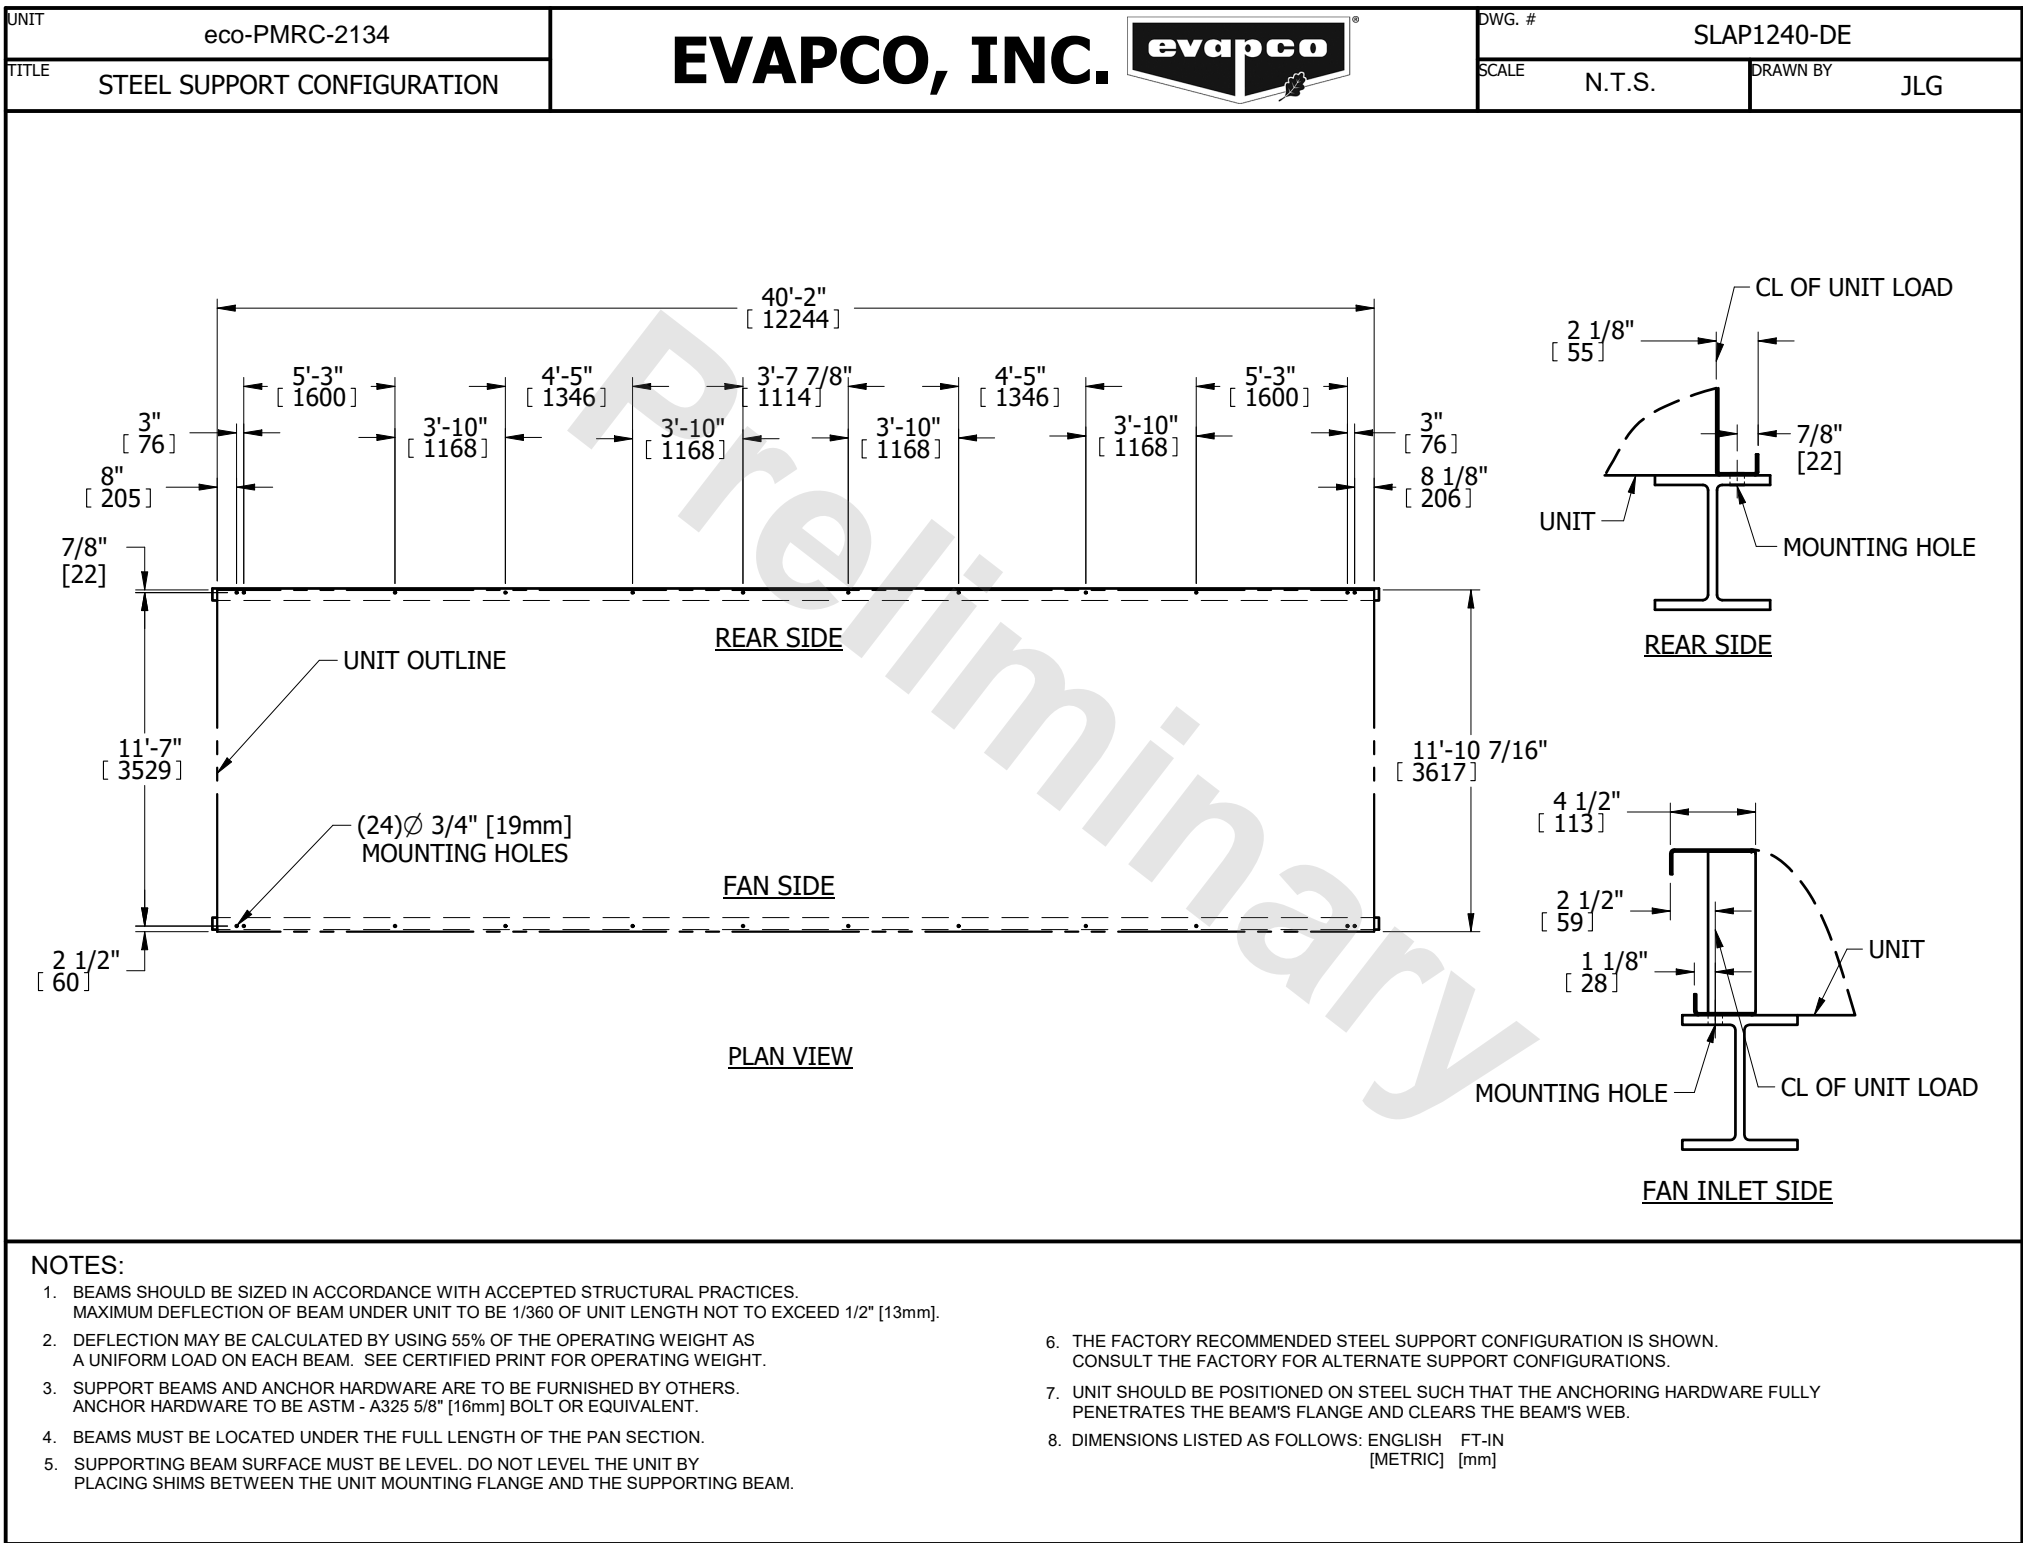 UNIT
eco-PMRC-2134
TITLE
STEEL SUPPORT CONFIGURATION
EVAPCO, INC.
evapco
®
DWG. #
SLAP1240-DE
SCALE
N.T.S.
DRAWN BY
JLG
40'-2"
[ 12244 ]
5'-3"
[ 1600 ]
4'-5"
[ 1346 ]
3'-7 7/8"
[ 1114 ]
4'-5"
[ 1346 ]
5'-3"
[ 1600 ]
3"
[ 76 ]
3'-10"
[ 1168 ]
3'-10"
[ 1168 ]
3'-10"
[ 1168 ]
3'-10"
[ 1168 ]
3"
[ 76 ]
8"
[ 205 ]
8 1/8"
[ 206 ]
7/8"
[22]
REAR SIDE
UNIT OUTLINE
11'-7"
[ 3529 ]
11'-10 7/16"
[ 3617 ]
(24)Ø 3/4" [19mm]
MOUNTING HOLES
FAN SIDE
2 1/2"
[ 60 ]
PLAN VIEW
Preliminary
CL OF UNIT LOAD
2 1/8"
[ 55 ]
7/8"
[22]
UNIT
MOUNTING HOLE
REAR SIDE
4 1/2"
[ 113 ]
2 1/2"
[ 59 ]
1 1/8"
[ 28 ]
UNIT
MOUNTING HOLE
CL OF UNIT LOAD
FAN INLET SIDE
NOTES:
1. BEAMS SHOULD BE SIZED IN ACCORDANCE WITH ACCEPTED STRUCTURAL PRACTICES.
MAXIMUM DEFLECTION OF BEAM UNDER UNIT TO BE 1/360 OF UNIT LENGTH NOT TO EXCEED 1/2" [13mm].
2. DEFLECTION MAY BE CALCULATED BY USING 55% OF THE OPERATING WEIGHT AS
A UNIFORM LOAD ON EACH BEAM. SEE CERTIFIED PRINT FOR OPERATING WEIGHT.
3. SUPPORT BEAMS AND ANCHOR HARDWARE ARE TO BE FURNISHED BY OTHERS.
ANCHOR HARDWARE TO BE ASTM - A325 5/8" [16mm] BOLT OR EQUIVALENT.
4. BEAMS MUST BE LOCATED UNDER THE FULL LENGTH OF THE PAN SECTION.
5. SUPPORTING BEAM SURFACE MUST BE LEVEL. DO NOT LEVEL THE UNIT BY
PLACING SHIMS BETWEEN THE UNIT MOUNTING FLANGE AND THE SUPPORTING BEAM.
6. THE FACTORY RECOMMENDED STEEL SUPPORT CONFIGURATION IS SHOWN.
CONSULT THE FACTORY FOR ALTERNATE SUPPORT CONFIGURATIONS.
7. UNIT SHOULD BE POSITIONED ON STEEL SUCH THAT THE ANCHORING HARDWARE FULLY
PENETRATES THE BEAM'S FLANGE AND CLEARS THE BEAM'S WEB.
8. DIMENSIONS LISTED AS FOLLOWS: ENGLISH FT-IN
[METRIC] [mm]